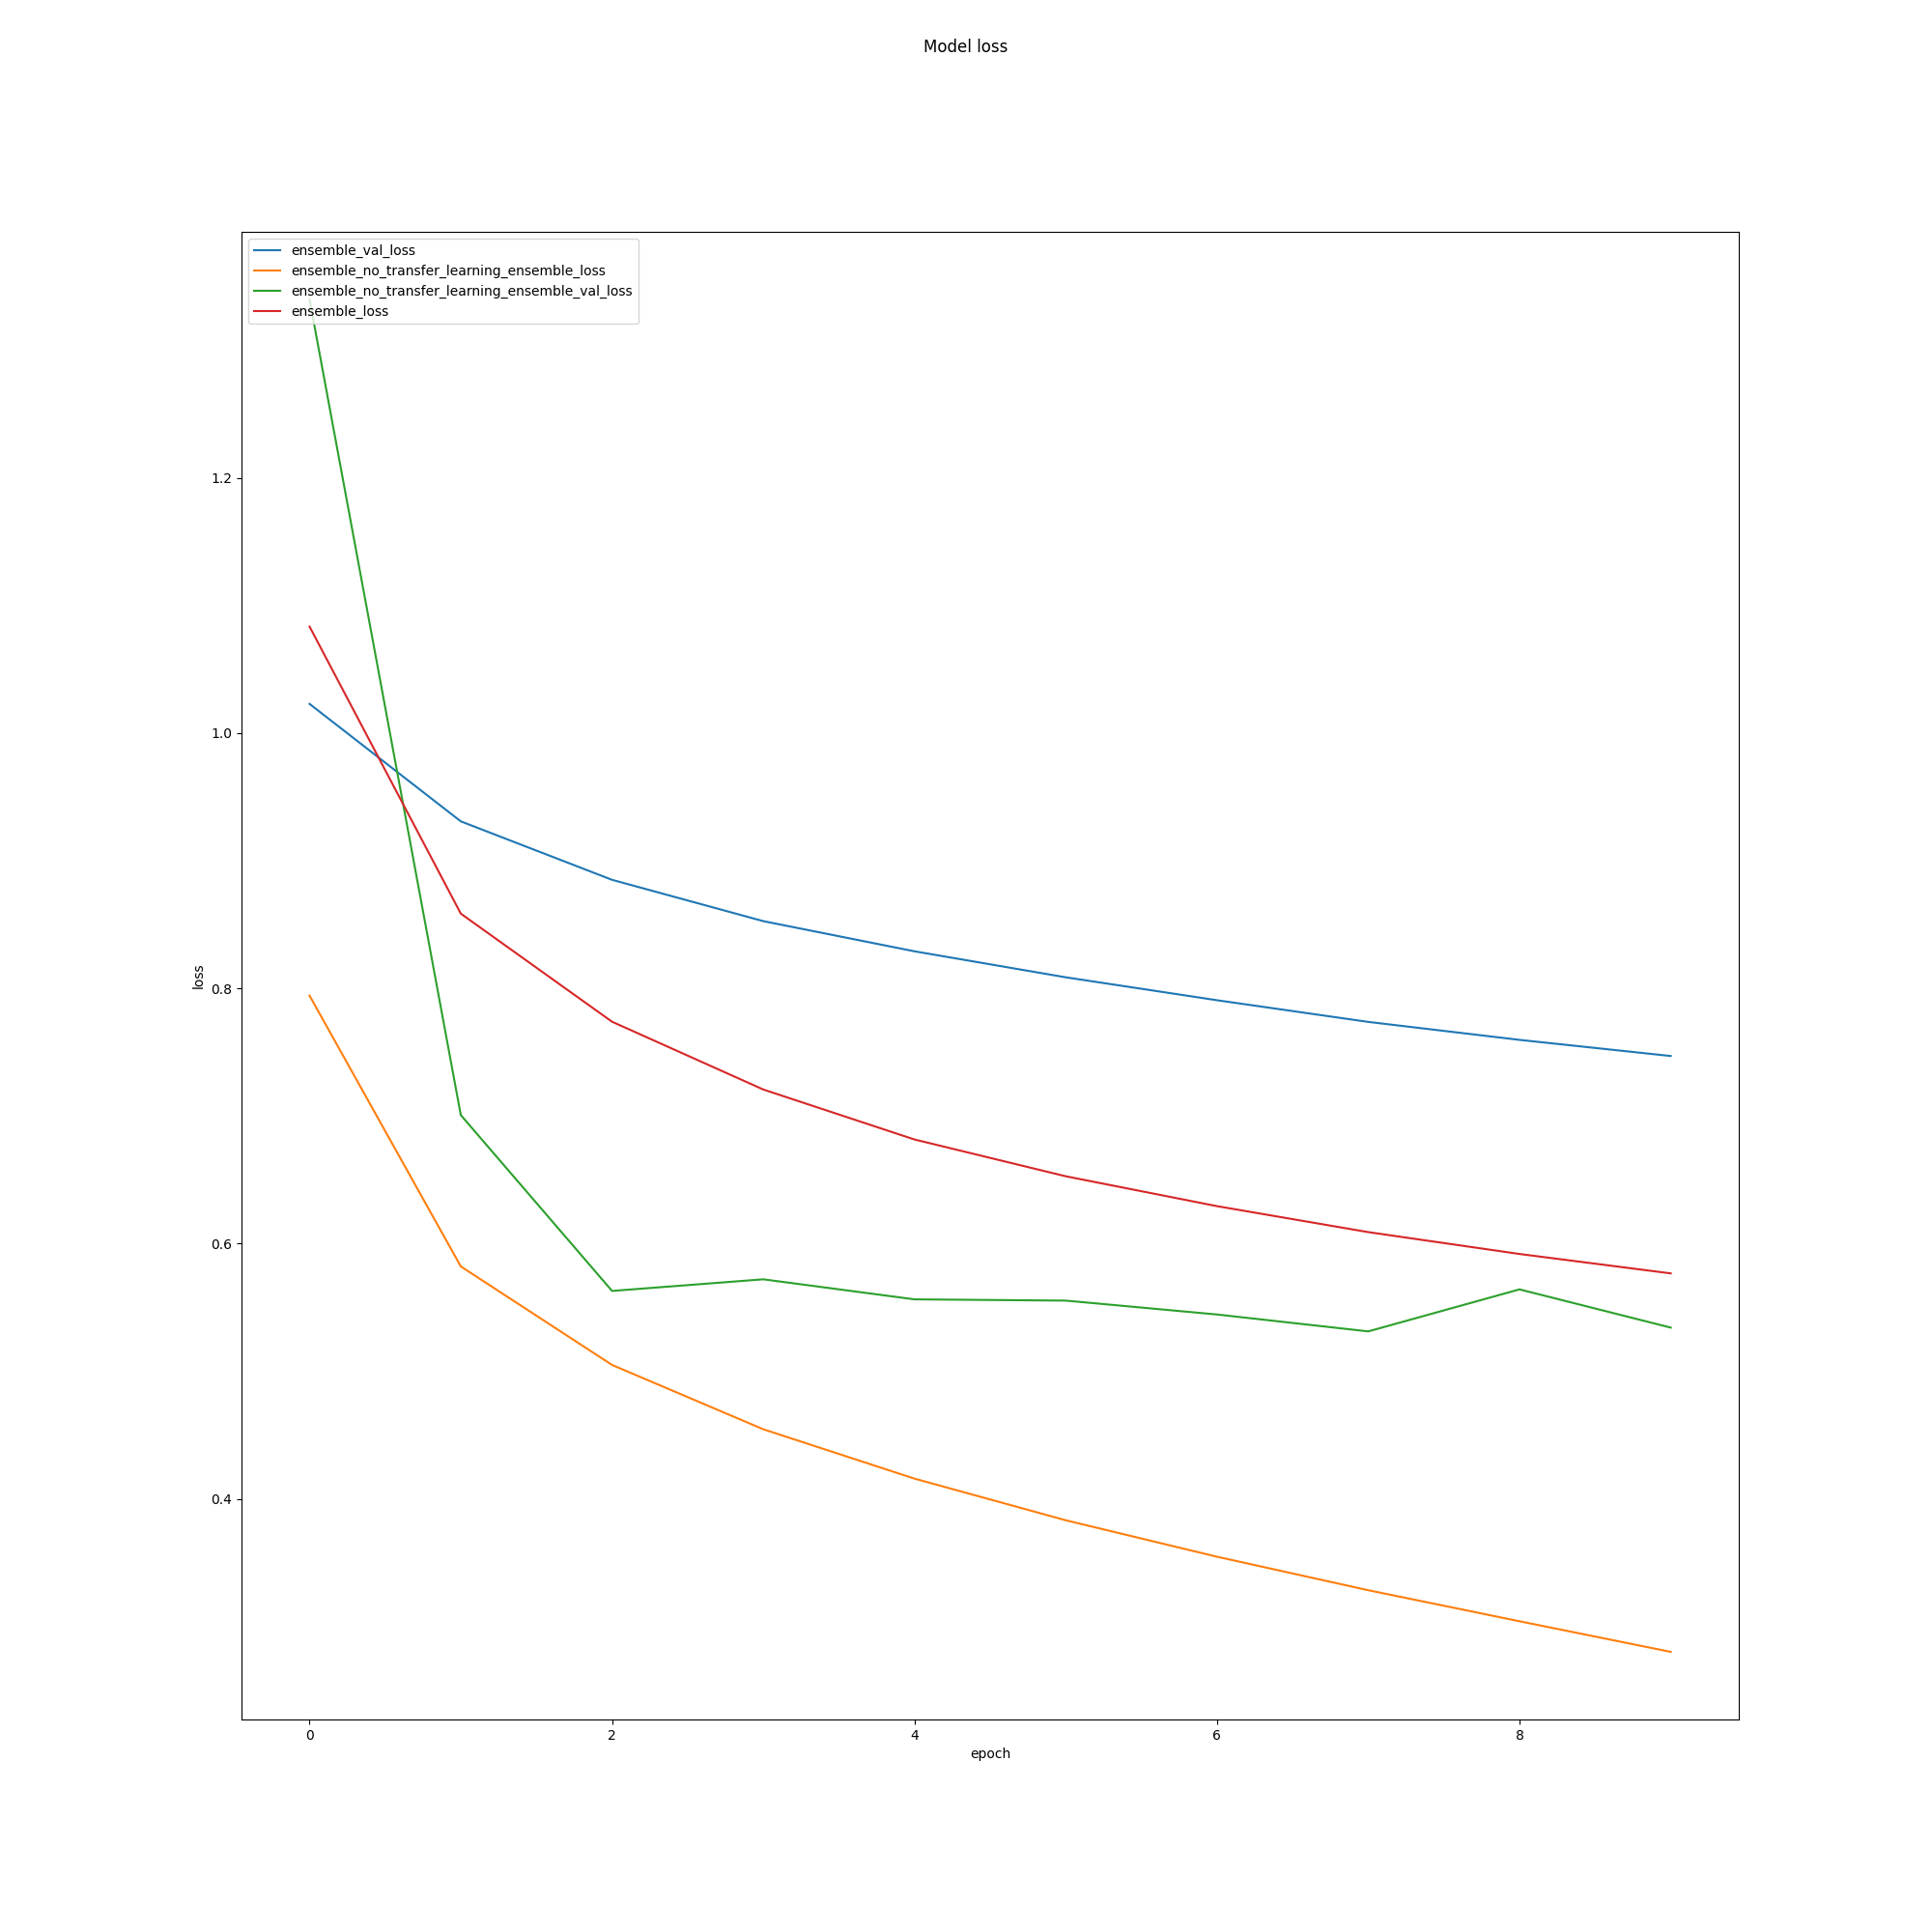 Model loss
ensemble_val_loss
ensemble_no_transfer_learning_ensemble_loss
ensemble_no_transfer_learning_ensemble_val_loss
ensemble_loss
1.2
1.0
0.8
0.6
0.4
loss
0 2 4 6 8
epoch